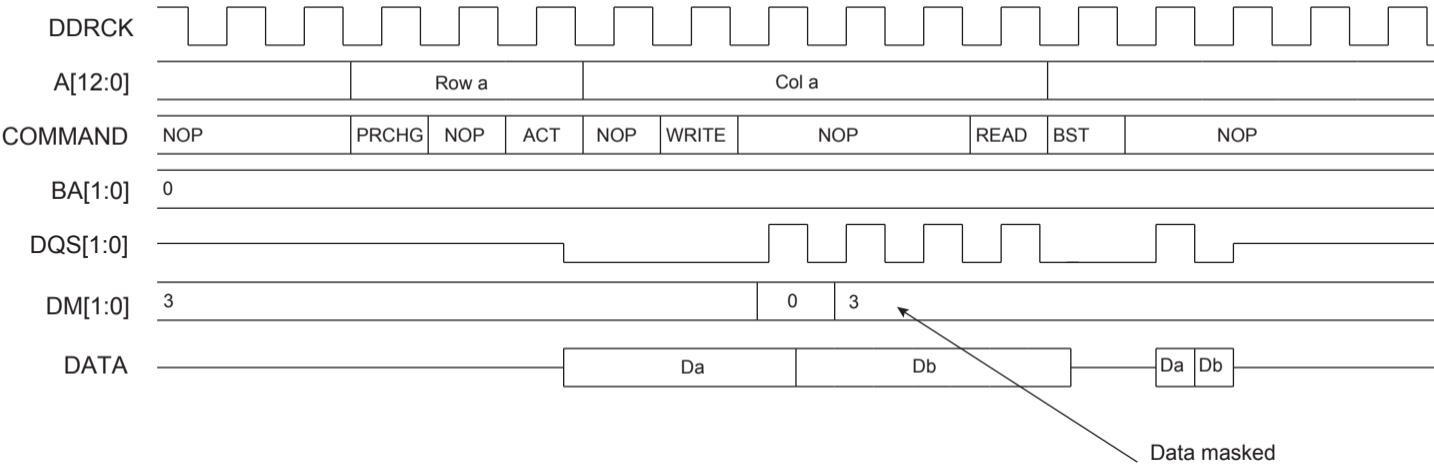 DDRCK
A[12:0] Row a Col a
COMMAND NOP PRCHG NOP ACT NOP WRITE NOP READ BST NOP
BA[1:0] 0
DQS[1:0]
DM[1:0] 3 0 3
DATA Da Db Da Db
Data masked